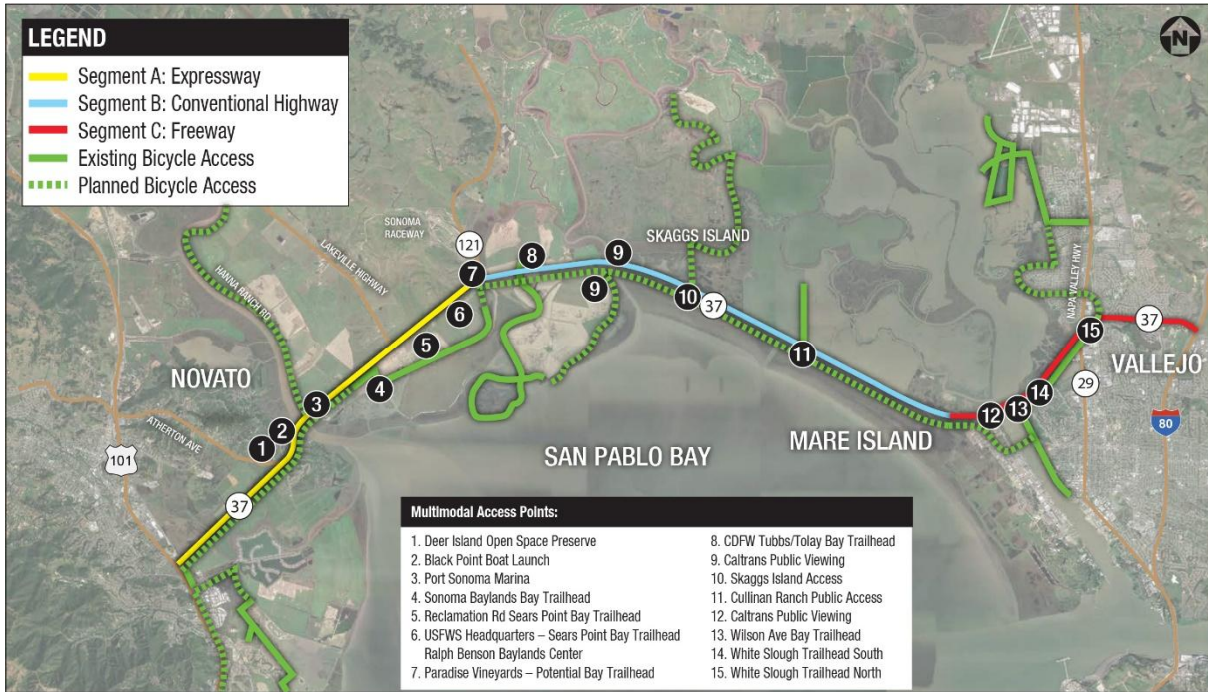 LEGEND
Segment A: Expressway
Segment B: Conventional Highway
Segment C: Freeway
Existing Bicycle Access
Planned Bicycle Access
N
SONOMA
RACEWAY
121
LAKEVILLE HIGHWAY
HANNA RANCH RD
SKAGGS ISLAND
NAPA VALLEY HWY
7
8
9
9
6
10
37
5
4
11
15
37
NOVATO
VALLEJO
3
14
29
13
12
2
1
ATHERTON AVE
MARE ISLAND
80
101
SAN PABLO BAY
37
Multimodal Access Points:
1. Deer Island Open Space Preserve
2. Black Point Boat Launch
3. Port Sonoma Marina
4. Sonoma Baylands Bay Trailhead
5. Reclamation Rd Sears Point Bay Trailhead
6. USFWS Headquarters – Sears Point Bay Trailhead
Ralph Benson Baylands Center
7. Paradise Vineyards – Potential Bay Trailhead
8. CDFW Tubbs/Tolay Bay Trailhead
9. Caltrans Public Viewing
10. Skaggs Island Access
11. Cullinan Ranch Public Access
12. Caltrans Public Viewing
13. Wilson Ave Bay Trailhead
14. White Slough Trailhead South
15. White Slough Trailhead North